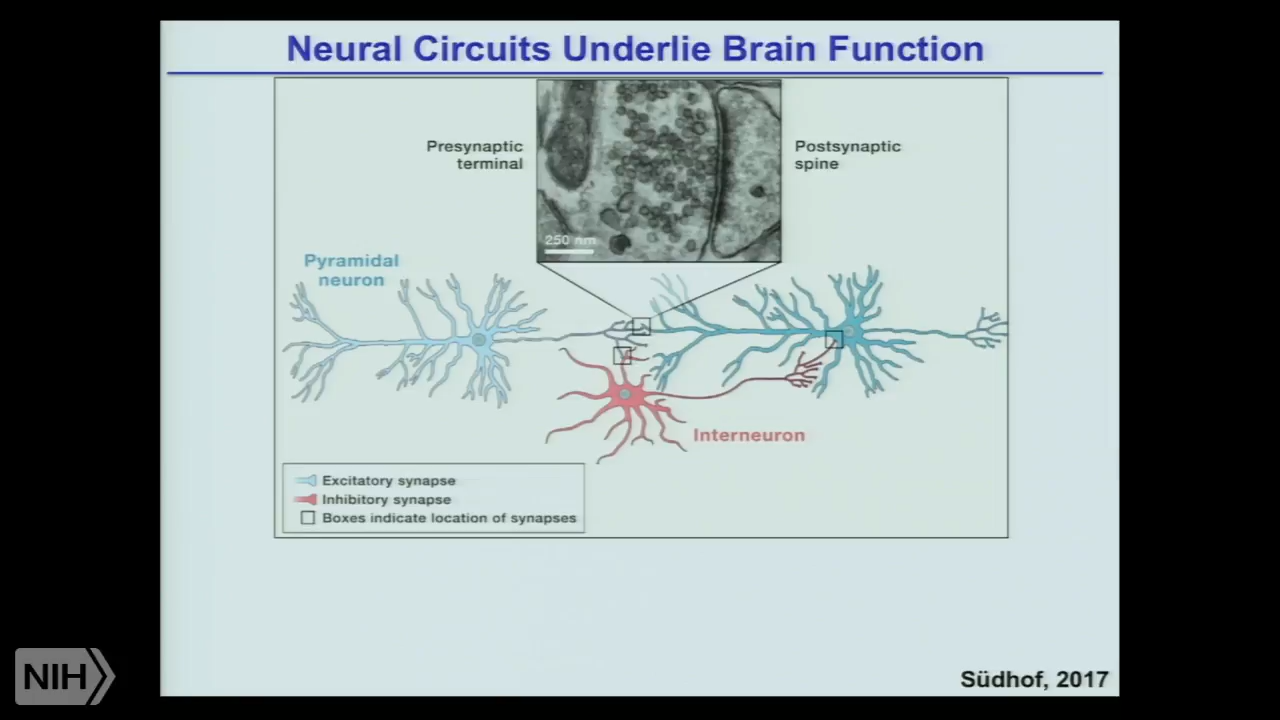 Neural Circuits Underlie Brain Function
Presynaptic
terminal
Postsynaptic
spine
250 nm
Pyramidal
neuron
Interneuron
Excitatory synapse
Inhibitory synapse
Boxes indicate location of synapses
NIH
Südhof, 2017